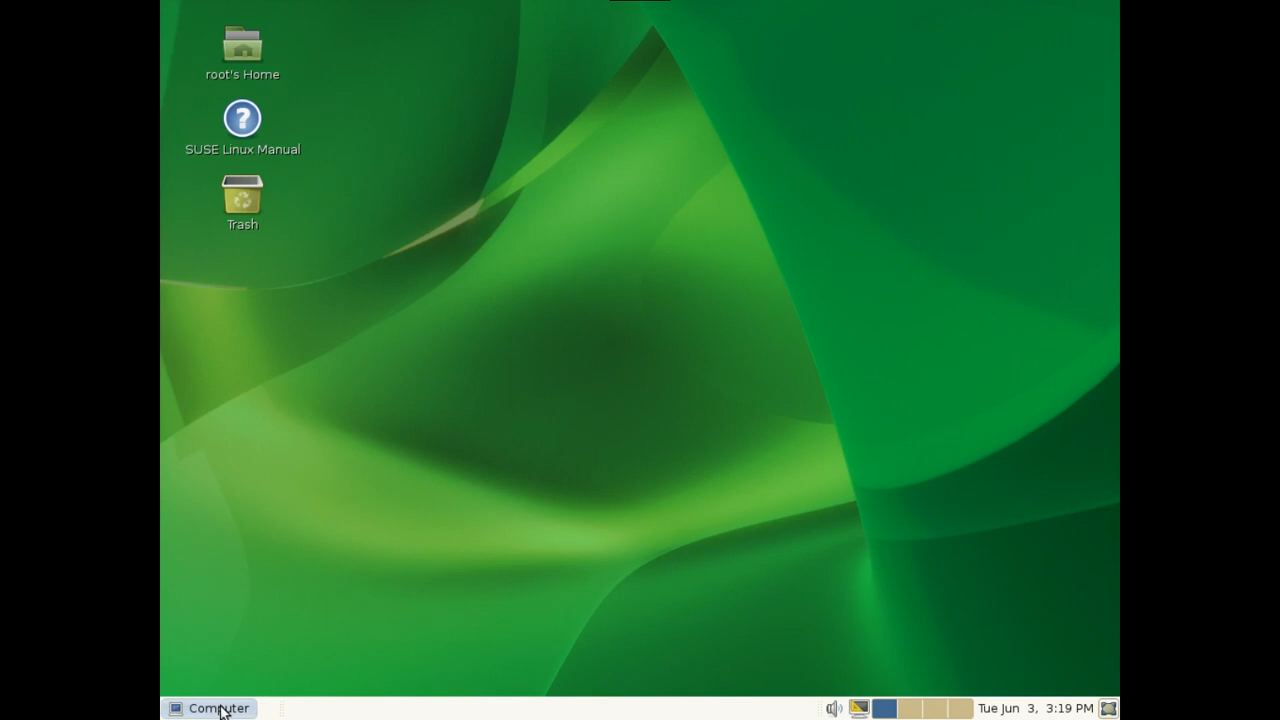 root's Home
SUSE Linux Manual
Trash
Computer
Tue Jun 3, 3:19 PM